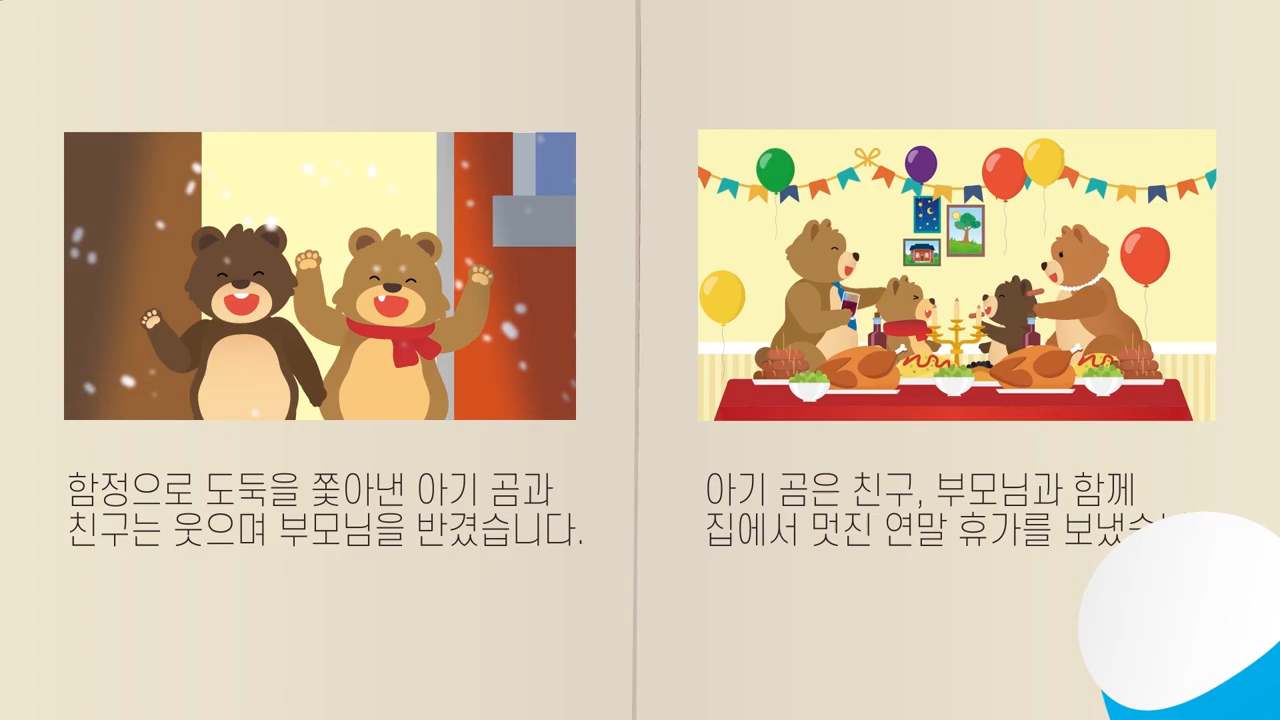 함정으로 도둑을 쫓아낸 아기 곰과
친구는 웃으며 부모님을 반겼습니다.
아기 곰은 친구, 부모님과 함께
집에서 멋진 연말 휴가를